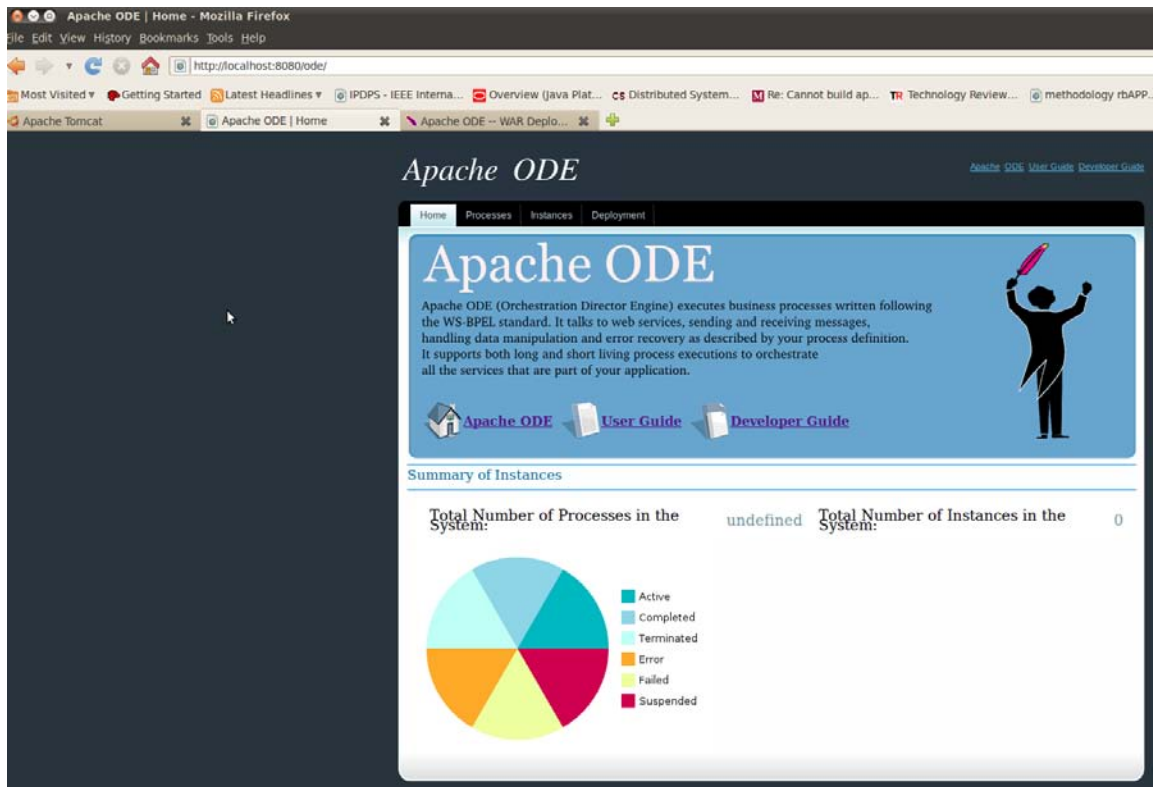 Apache ODE | Home - Mozilla Firefox
File Edit View History Bookmarks Tools Help
http://localhost:8080/ode/
Most Visited Getting Started Latest Headlines IPDPS - IEEE Interna... Overview (Java Plat... CS Distributed System... M Re: Cannot build ap... TR Technology Review... methodology rbAPP...
Apache Tomcat Apache ODE | Home Apache ODE -- WAR Deplo...
Apache ODE
Apache ODE User Guide Developer Guide
Home Processes Instances Deployment
Apache ODE
Apache ODE (Orchestration Director Engine) executes business processes written following
the WS-BPEL standard. It talks to web services, sending and receiving messages,
handling data manipulation and error recovery as described by your process definition.
It supports both long and short living process executions to orchestrate
all the services that are part of your application.
Apache ODE User Guide Developer Guide
Summary of Instances
Total Number of Processes in the
System:
undefined
Total Number of Instances in the
System:
0
Active
Completed
Terminated
Error
Failed
Suspended